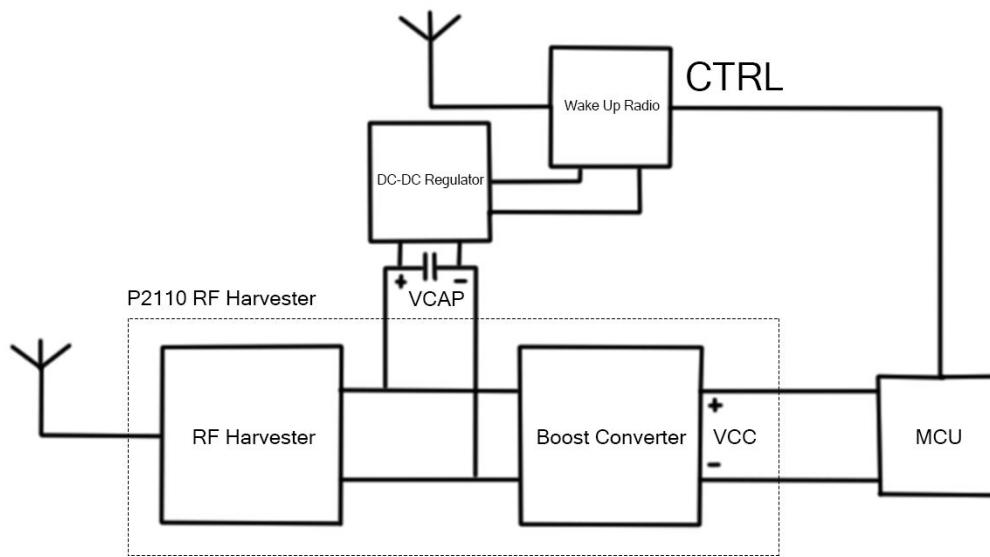 CTRL
Wake Up Radio
DC-DC Regulator
+ -
VCAP
P2110 RF Harvester
RF Harvester
Boost Converter
+
VCC
-
MCU